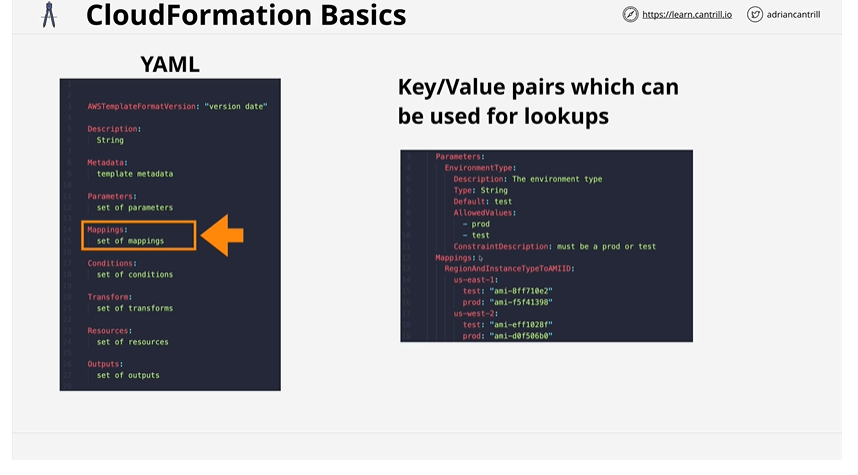 CloudFormation Basics
https://learn.cantrill.io
adriancantrill
YAML
AWSTemplateFormatVersion: "version date"
Description:
String
Metadata:
template metadata
Parameters:
set of parameters
Mappings:
set of mappings
Conditions:
set of conditions
Transform:
set of transforms
Resources:
set of resources
Outputs:
set of outputs
Key/Value pairs which can
be used for lookups
Parameters:
EnvironmentType:
Description: The environment type
Type: String
Default: test
AllowedValues:
- prod
- test
ConstraintDescription: must be a prod or test
Mappings:
RegionAndInstanceTypeToAMIID:
us-east-1:
test: "ami-8ff710e2"
prod: "ami-f5f41398"
us-west-2:
test: "ami-eff1028f"
prod: "ami-d0f506b0"